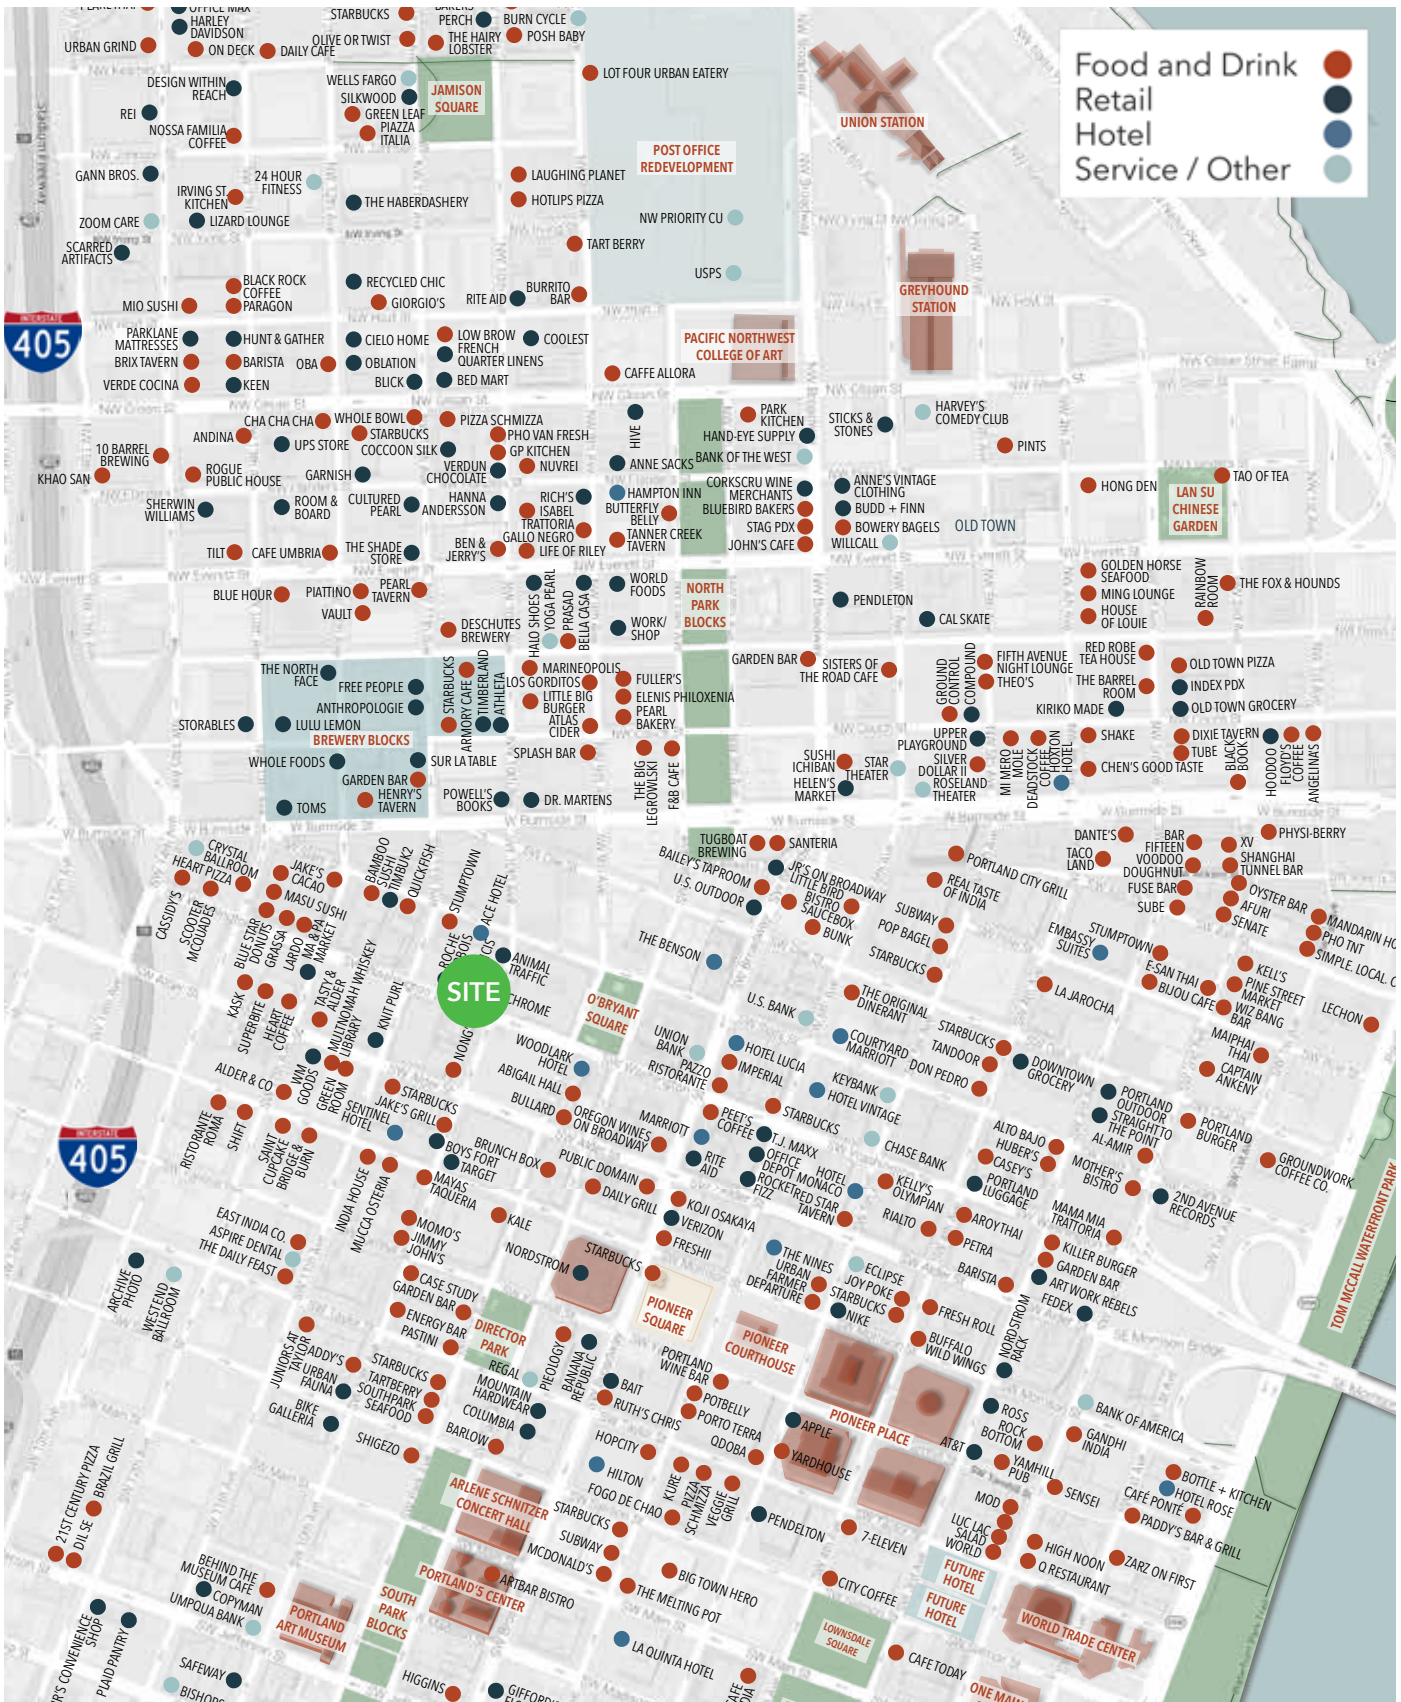 OFFICE MAX
HARLEY
DAVIDSON
URBAN GRIND
ON DECK
DAILY CAFE
STARBUCKS
OLIVE OR TWIST
BAKERS
PERCH
BURN CYCLE
THE HAIRY
LOBSTER
POSH BABY
LOT FOUR URBAN EATERY
Food and Drink
Retail
Hotel
Service / Other
UNION STATION
DESIGN WITHIN
REACH
REI
NOSSA FAMILIA
COFFEE
WELLS FARGO
SILKWOOD
GREEN LEAF
PIAZZA
ITALIA
JAMISON
SQUARE
POST OFFICE
REDEVELOPMENT
GANN BROS.
24 HOUR
FITNESS
IRVING ST.
KITCHEN
ZOOM CARE
LIZARD LOUNGE
THE HABERDASHERY
LAUGHING PLANET
HOTLIPS PIZZA
NW PRIORITY CU
SCARRED
ARTIFACTS
TART BERRY
USPS
BLACK ROCK
COFFEE
MIO SUSHI
PARAGON
RECYCLED CHIC
GIORGIO'S
RITE AID
BURRITO
BAR
GREYHOUND
STATION
INTERSTATE
405
PARKLANE
MATTRESSES
HUNT & GATHER
BRIX TAVERN
BARISTA
VERDE COCINA
KEEN
CIELO HOME
OBA
OBLATION
BLICK
LOW BROW
FRENCH
QUARTER LINENS
BED MART
COOLEST
CAFFE ALLORA
PACIFIC NORTHWEST
COLLEGE OF ART
CHA CHA CHA
WHOLE BOWL
ANDINA
UPS STORE
STARBUCKS
COCCOON SILK
PIZZA SCHMIZZA
PHO VAN FRESH
GP KITCHEN
NUVREI
VERDUN
CHOCOLATE
HIVE
ANNE SACKS
PARK
KITCHEN
HAND-EYE SUPPLY
BANK OF THE WEST
STICKS &
STONES
HARVEY'S
COMEDY CLUB
PINTS
10 BARREL
BREWING
KHAO SAN
ROGUE
PUBLIC HOUSE
GARNISH
SHERWIN
WILLIAMS
ROOM &
BOARD
CULTURED
PEARL
HANNA
ANDERSSON
RICH'S
ISABEL
TRATTORIA
GALLO NEGRO
HAMPTON INN
BUTTERFLY
BELLY
TANNER CREEK
TAVERN
CORKSCRU WINE
MERCHANTS
BLUEBIRD BAKERS
STAG PDX
JOHN'S CAFE
ANNE'S VINTAGE
CLOTHING
BUDD + FINN
BOWERY BAGELS
WILLCALL
OLD TOWN
HONG DEN
TAO OF TEA
LAN SU
CHINESE
GARDEN
TILT
CAFE UMBRIA
THE SHADE
STORE
BEN &
JERRY'S
LIFE OF RILEY
BLUE HOUR
PIATTINO
PEARL
TAVERN
VAULT
DESCHUTES
BREWERY
HALO SHOES
YOGA PEARL
PRASAD
BELLA CASA
WORLD
FOODS
WORK/
SHOP
NORTH
PARK
BLOCKS
PENDLETON
CAL SKATE
GOLDEN HORSE
SEAFOOD
MING LOUNGE
HOUSE
OF LOUIE
RAINBOW
ROOM
THE FOX & HOUNDS
THE NORTH
FACE
FREE PEOPLE
ANTHROPOLOGIE
STORABLES
LULU LEMON
BREWERY BLOCKS
WHOLE FOODS
SUR LA TABLE
GARDEN BAR
HENRY'S
TAVERN
TOMS
STARBUCKS
ARMORY CAFE
TIMBERLAND
ATHLETA
MARINEOPOLIS
LOS GORDITOS
LITTLE BIG
BURGER
ATLAS
CIDER
SPLASH BAR
POWELL'S
BOOKS
DR. MARTENS
FULLER'S
ELENIS PHILOXENIA
PEARL
BAKERY
THE BIG
LEGROWLSKI
F&B CAFE
GARDEN BAR
SISTERS OF
THE ROAD CAFE
GROUND
CONTROL
COMPOUND
FIFTH AVENUE
NIGHT LOUNGE
THEO'S
RED ROBE
TEA HOUSE
THE BARREL
ROOM
KIRIKO MADE
OLD TOWN PIZZA
INDEX PDX
OLD TOWN GROCERY
SUSHI
ICHIBAN
HELEN'S
MARKET
STAR
THEATER
UPPER
PLAYGROUND
SILVER
DOLLAR II
ROSELAND
THEATER
MI MERO
MOLE
DEADSTOCK
COFFEE
HOXTON
HOTEL
SHAKE
CHEN'S GOOD TASTE
DIXIE TAVERN
TUBE
BLACK
BOOK
HOODOO
FLOYD'S
COFFEE
ANGELINA'S
W Burnside St
CRYSTAL
BALLROOM
HEART PIZZA
CASSIDY'S
SCOOTER
MCQUADES
JAKE'S
CACAO
MASU SUSHI
BLUE STAR
DONUTS
GRASSA
LARDO
MA & PA
MARKET
BAMBOO
SUSHI
TIMBUK2
QUICKFISH
STUMPTOWN
ACE HOTEL
ANIMAL
TRAFFIC
CHROME
SITE
TUGBOAT
BREWING
SANTERIA
BAILEY'S TAPROOM
U.S. OUTDOOR
JR'S ON BROADWAY
LITTLE BIRD
BISTRO
SAUCEBOX
BUNK
THE BENSON
PORTLAND CITY GRILL
REAL TASTE
OF INDIA
SUBWAY
POP BAGEL
STARBUCKS
DANTE'S
TACO
LAND
BAR
FIFTEEN
VOODOO
DOUGHNUT
FUSE BAR
SUBE
XV
SHANGHAI
TUNNEL BAR
PHYSI-BERRY
OYSTER BAR
AFURI
SENATE
MANDARIN HO
PHO TNT
SIMPLE. LOCAL. C
EMBASSY
SUITES
STUMPTOWN
E-SAN THAI
BIJOU CAFE
KELL'S
PINE STREET
MARKET
WIZ BANG
BAR
LECHON
KASK
SUPERBITE
HEART
COFFEE
TASTY &
ALDER
MULTNOMAH WHISKEY
LIBRARY
KNIT PURL
ROCHE
BOIS
NONG
O'BRYANT
SQUARE
WOODLARK
HOTEL
ABIGAIL HALL
BULLARD
OREGON WINES
ON BROADWAY
UNION
BANK
PAZZO
RISTORANTE
U.S. BANK
HOTEL LUCIA
IMPERIAL
THE ORIGINAL
DINERANT
COURTYARD
MARRIOTT
KEYBANK
HOTEL VINTAGE
STARBUCKS
TANDOOR
DON PEDRO
LA JAROCHA
DOWNTOWN
GROCERY
MAIPHAI
THAI
CAPTAIN
ANKENY
PORTLAND
OUTDOOR
STRAIGHT TO
THE POINT
AL-AMIR
PORTLAND
BURGER
GROUNDWORK
COFFEE CO.
ALDER & CO
WM
GOODS
GREEN
ROOM
SENTINEL
HOTEL
STARBUCKS
JAKE'S GRILL
BOYS FORT
TARGET
BRUNCH BOX
PUBLIC DOMAIN
DAILY GRILL
MARRIOTT
PEET'S
COFFEE
STARBUCKS
T.J. MAXX
OFFICE
DEPOT
RITE
AID
ROCKETRED STAR
FIZZ
TAVERN
HOTEL
MONACO
CHASE BANK
KELLY'S
OLYMPIAN
RIALTO
AROY THAI
PETRA
ALTO BAJO
HUBER'S
CASEY'S
PORTLAND
LUGGAGE
MOTHER'S
BISTRO
2ND AVENUE
RECORDS
MAMA MIA
TRATTORIA
INTERSTATE
405
RISTORANTE
ROMA
SHIFT
SAINT
CUPCAKE
BRIDGE &
BURN
INDIA HOUSE
MUCCA OSTERIA
MAYAS
TAQUERIA
KALE
MOMO'S
JIMMY
JOHN'S
NORDSTROM
STARBUCKS
KOJI OSAKAYA
VERIZON
FRESHII
EAST INDIA CO.
ASPIRE DENTAL
THE DAILY FEAST
ARCHIVE
PHOTO
WESTEND
BALLROOM
CASE STUDY
GARDEN BAR
ENERGY BAR
PASTINI
DIRECTOR
PARK
PIONEER
SQUARE
PIONEER
COURTHOUSE
THE NINES
URBAN
FARMER
DEPARTURE
ECLIPSE
JOY POKE
STARBUCKS
NIKE
BARISTA
KILLER BURGER
GARDEN BAR
ART WORK REBELS
FEDEX
FRESH ROLL
BUFFALO
WILD WINGS
NORDSTROM
RACK
TOM MCCALL WATERFRONT PARK
JUNIORS AT
TAYLOR
ADDY'S
URBAN
FAUNA
BIKE
GALLERIA
STARBUCKS
TARTBERRY
SOUTHPARK
SEAFOOD
SHIGEZO
BARLOW
REGAL
MOUNTAIN
HARDWEAR
COLUMBIA
PIEOLOGY
BANANA
REPUBLIC
BAIT
RUTH'S CHRIS
PORTLAND
WINE BAR
POTBELLY
PORTO TERRA
QDOBA
APPLE
YARDHOUSE
PIONEER PLACE
AT&T
ROSS
ROCK
BOTTOM
BANK OF AMERICA
GANDHI
INDIA
YAMHILL
PUB
SENSEI
BOTTLE + KITCHEN
HOTEL ROSE
CAFÉ PONTÉ
PADDY'S BAR & GRILL
21ST CENTURY PIZZA
BRAZIL GRILL
DILSE
ARLENE SCHNITZER
CONCERT HALL
HOPCITY
HILTON
FOGO DE CHAO
KURE
PIZZA
SCHMIZZA
VEGGIE
GRILL
STARBUCKS
SUBWAY
MCDONALD'S
PENDELTON
7-ELEVEN
MOD
LUC LAC
SALAD
WORLD
HIGH NOON
Q RESTAURANT
ZARZ ON FIRST
FUTURE
HOTEL
FUTURE
HOTEL
BEHIND THE
MUSEUM CAFE
COPYMAN
UMPQUA BANK
PORTLAND
ART MUSEUM
SOUTH
PARK
BLOCKS
PORTLAND'S CENTER
ARTBAR BISTRO
THE MELTING POT
BIG TOWN HERO
CITY COFFEE
LOWNSDALE
SQUARE
WORLD TRADE CENTER
R'S CONVENIENCE
SHOP
PLAID PANTRY
SAFEWAY
BISHOPS
HIGGINS
GIFFORD
LA QUINTA HOTEL
CAFE TODAY
ONE MAIN